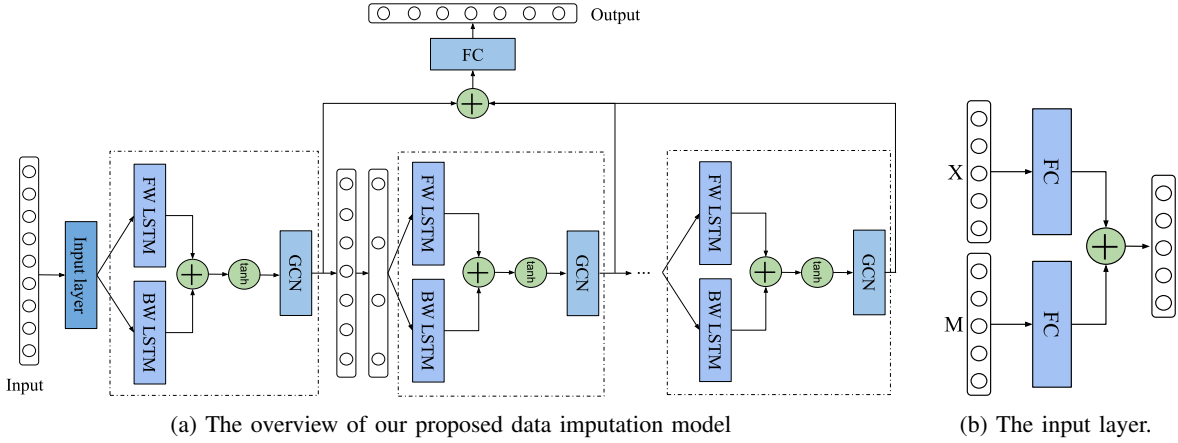 Output
FC
Input layer
FW LSTM
BW LSTM
tanh
GCN
FW LSTM
BW LSTM
tanh
GCN
...
FW LSTM
BW LSTM
tanh
GCN
Input
X
FC
M
FC
(a) The overview of our proposed data imputation model
(b) The input layer.